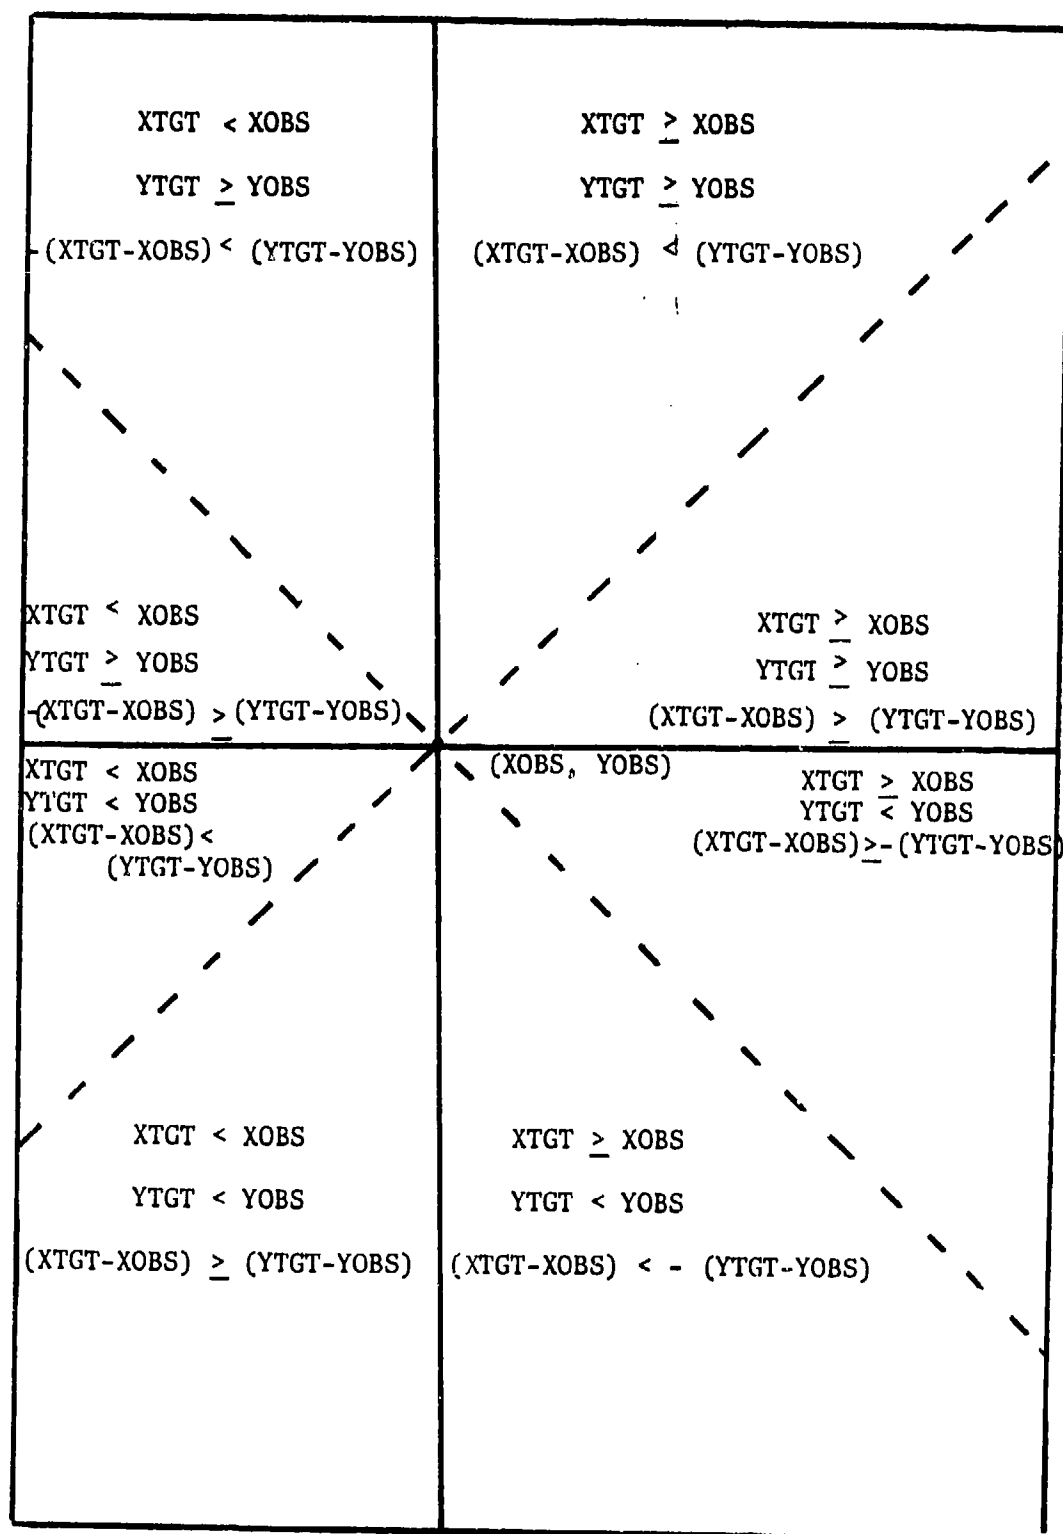 XTGT < XOBS
YTGT ≥ YOBS
-(XTGT-XOBS) < (YTGT-YOBS)
XTGT ≥ XOBS
YTGT ≥ YOBS
(XTGT-XOBS) < (YTGT-YOBS)
XTGT < XOBS
YTGT ≥ YOBS
-(XTGT-XOBS) ≥ (YTGT-YOBS)
XTGT ≥ XOBS
YTGT ≥ YOBS
(XTGT-XOBS) ≥ (YTGT-YOBS)
(XOBS, YOBS)
XTGT < XOBS
YTGT < YOBS
(XTGT-XOBS) <
(YTGT-YOBS)
XTGT ≥ XOBS
YTGT < YOBS
(XTGT-XOBS) ≥ -(YTGT-YOBS)
XTGT < XOBS
YTGT < YOBS
(XTGT-XOBS) ≥ (YTGT-YOBS)
XTGT ≥ XOBS
YTGT < YOBS
(XTGT-XOBS) < - (YTGT-YOBS)